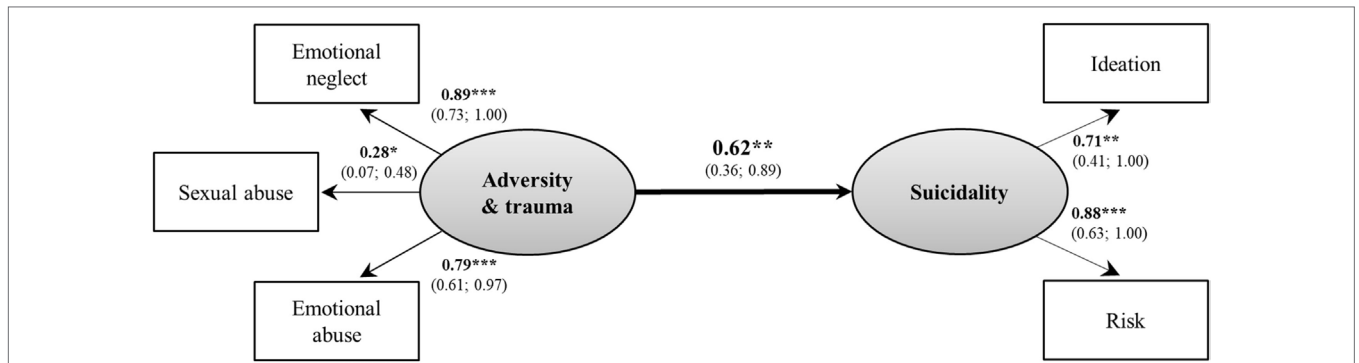 Emotional
neglect
0.89***
(0.73; 1.00)
Sexual abuse
0.28*
(0.07; 0.48)
Emotional
abuse
0.79***
(0.61; 0.97)
Adversity
& trauma
0.62**
(0.36; 0.89)
Suicidality
Ideation
0.71**
(0.41; 1.00)
0.88***
(0.63; 1.00)
Risk